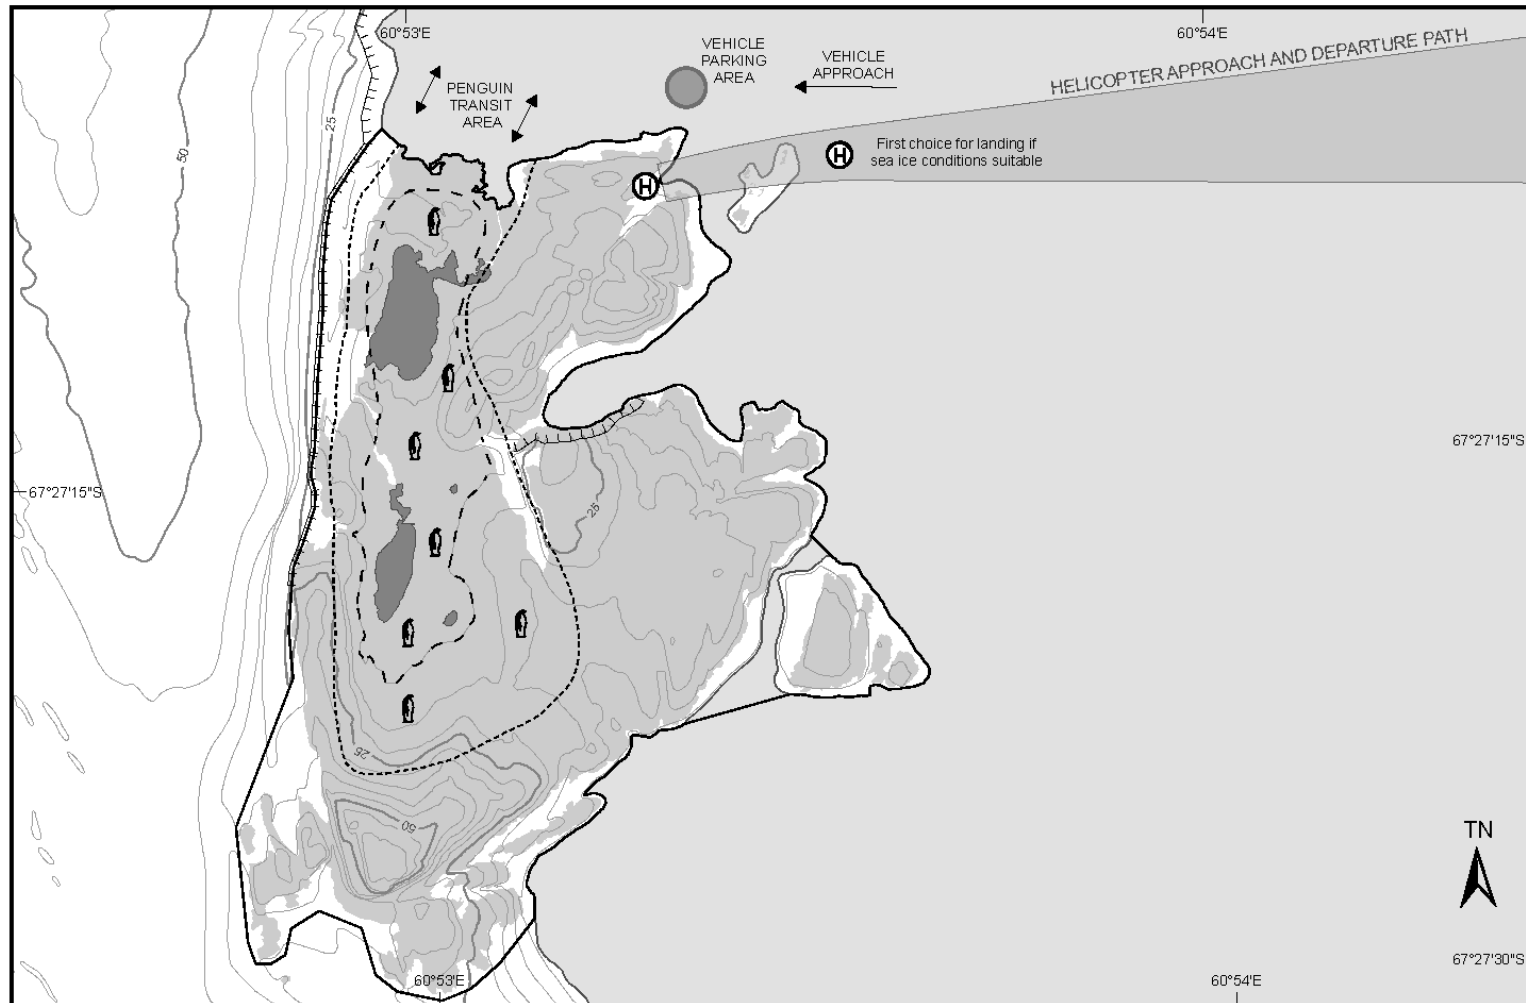 60°53'E
60°54'E
VEHICLE
PARKING
AREA
VEHICLE
APPROACH
HELICOPTER APPROACH AND DEPARTURE PATH
PENGUIN
TRANSIT
AREA
25
50
H
First choice for landing if
sea ice conditions suitable
H
67°27'15"S
67°27'15"S
25
25
50
TN
67°27'30"S
60°53'E
60°54'E